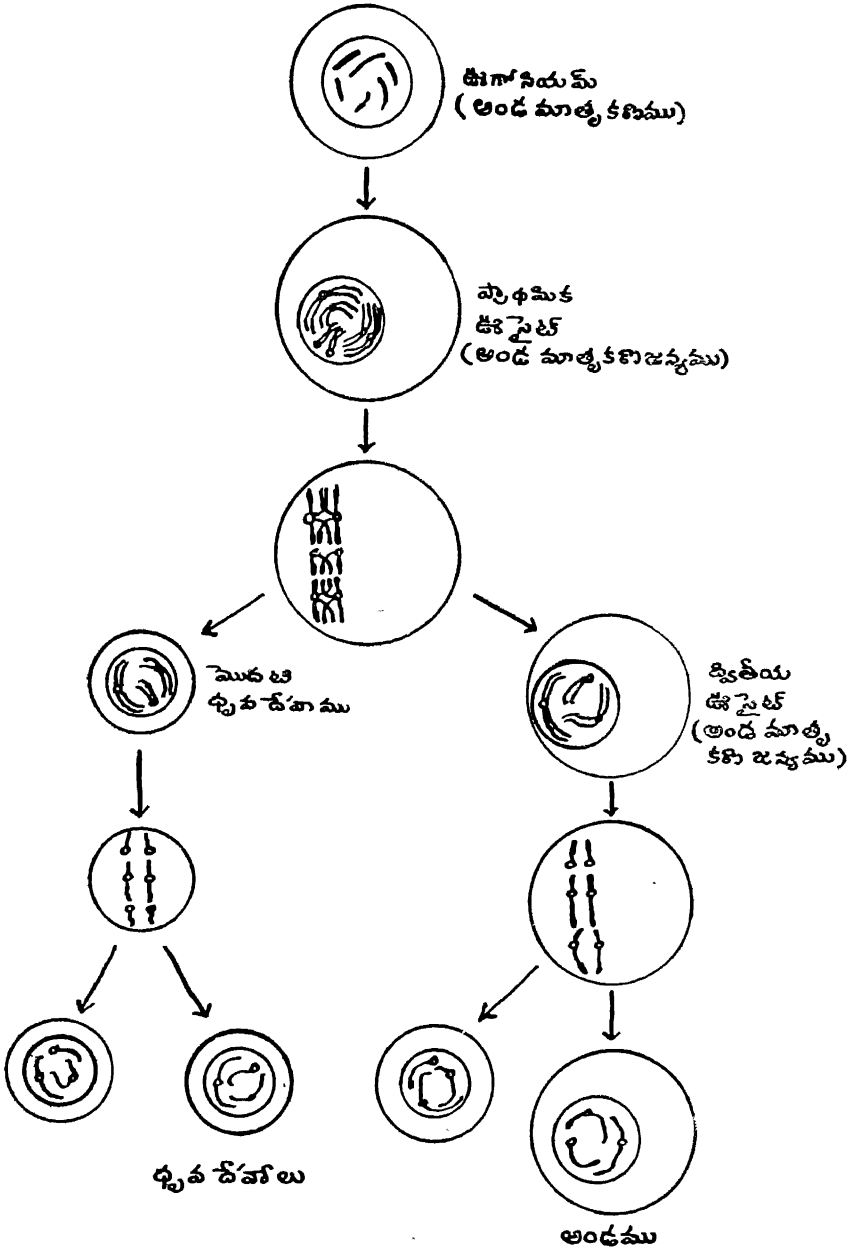 ఊగోనియమ్
(అండ మాతృ కణము)
ప్రాథమిక
ఊసైట్
(అండ మాతృకణ జన్యము)
మొదటి
ధృవ దేహము
ద్వితీయ
ఊసైట్
(అండ మాతృ
కణ జన్యము)
ధృవ దేహాలు
అండము